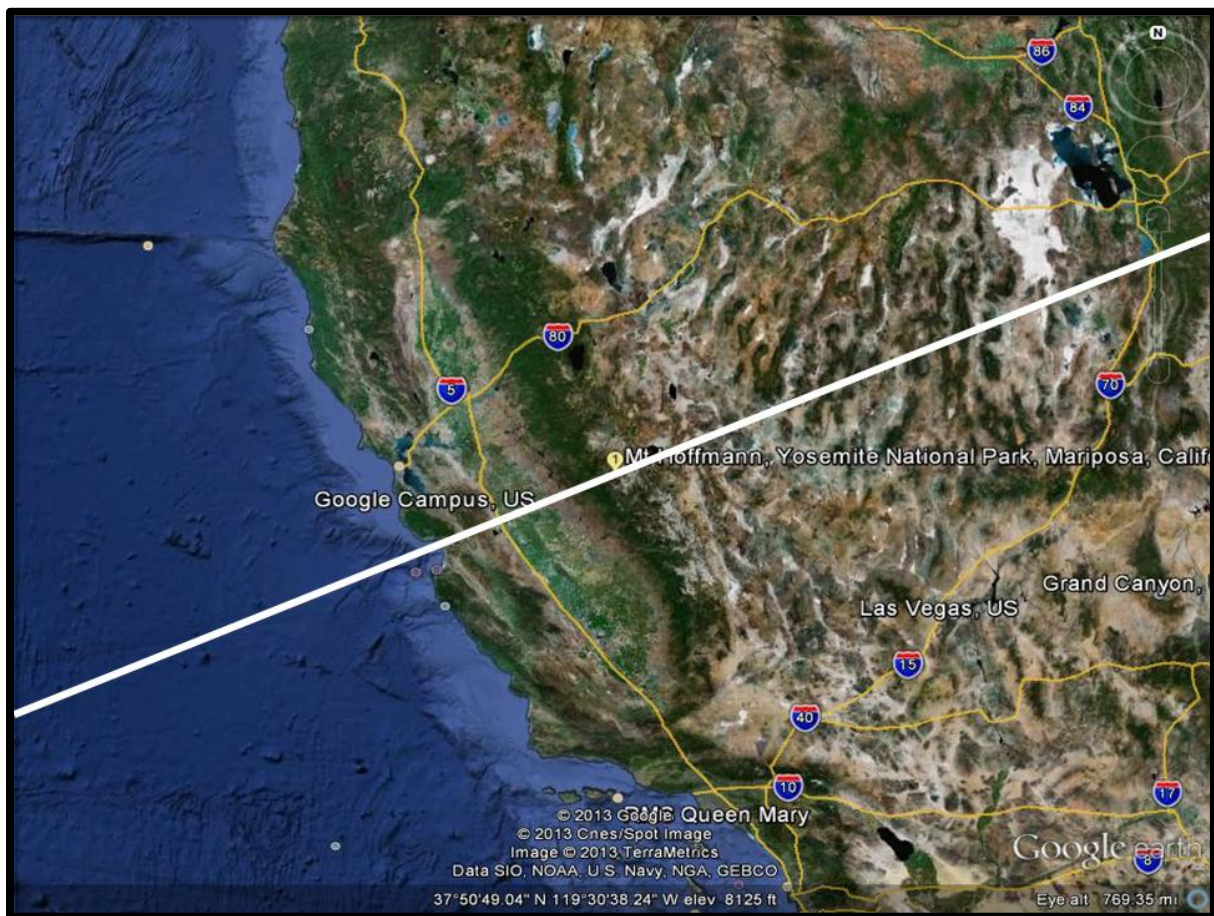 N
86
84
80
5
70
1
Mt Hoffmann, Yosemite National Park, Mariposa, Calif
Google Campus, US
Grand Canyon,
Las Vegas, US
15
40
10
17
Queen Mary
© 2013 Google
© 2013 Cnes/Spot Image
Image © 2013 TerraMetrics
Data SIO, NOAA, U.S. Navy, NGA, GEBCO
Google earth
8
37°50'49.04" N 119°30'38.24" W elev 8125 ft
Eye alt 769.35 mi